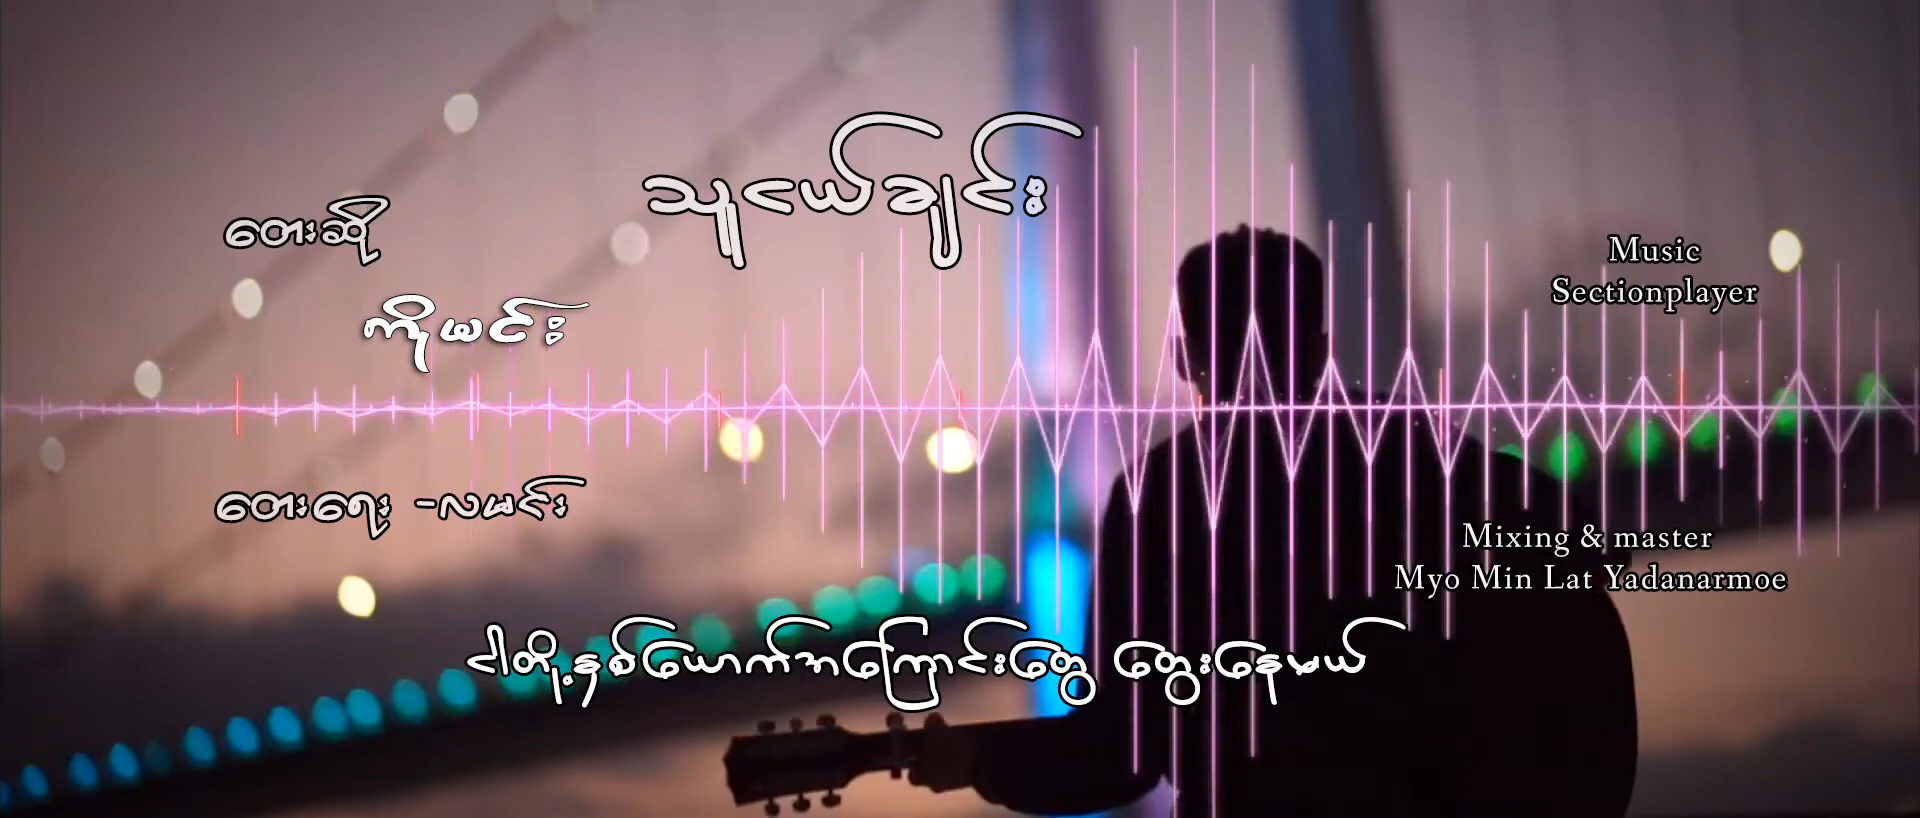 သူငယ်ချင်း
တေးဆို
ကိုမင်း
တေးရေး -လမင်း
Music
Sectionplayer
Mixing & master
Myo Min Lat Yadanarmoe
ငါတို့နှစ်ယောက်အကြောင်းတွေ တွေးနေမယ်